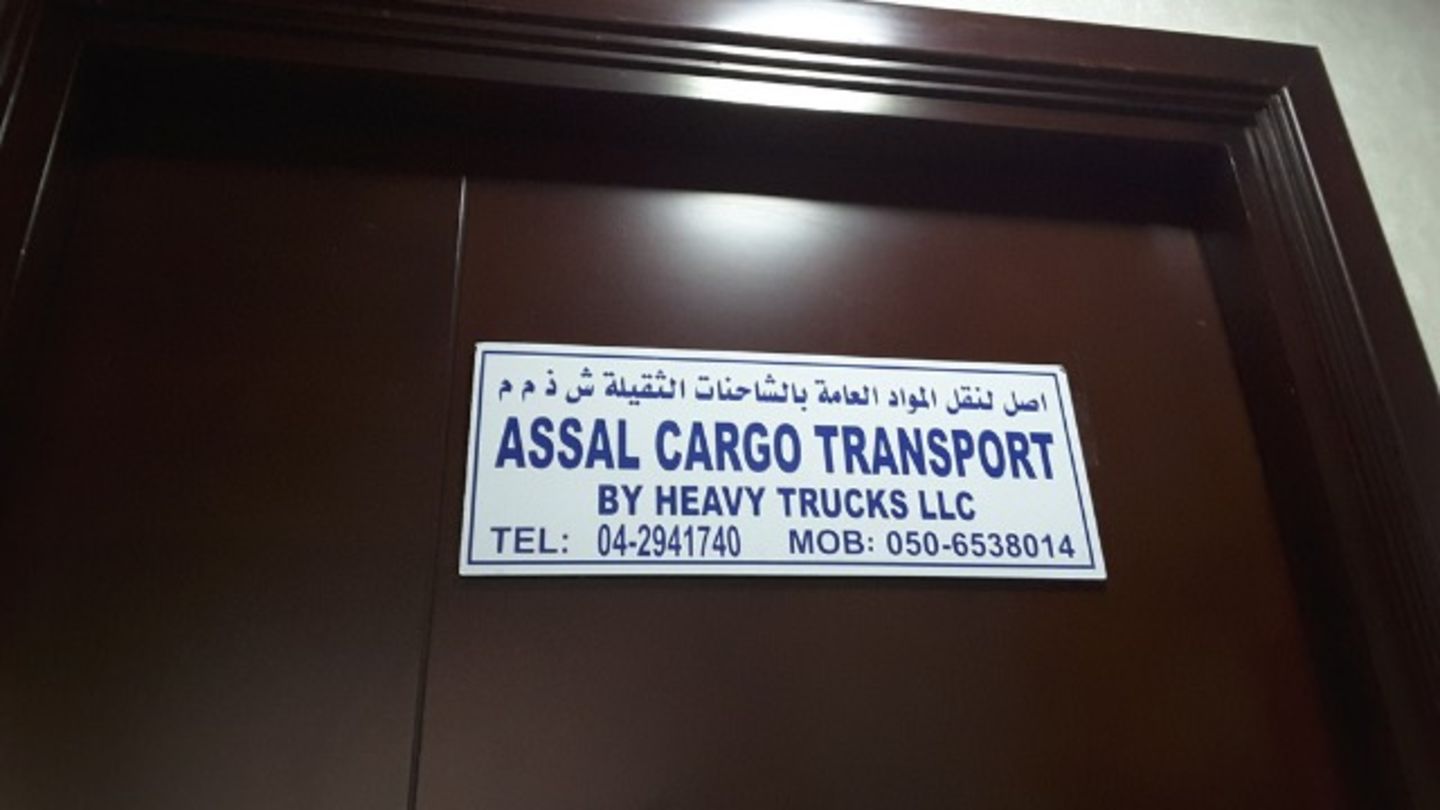 اصل لنقل المواد العامة بالشاحنات الثقيلة ش ذ م م
ASSAL CARGO TRANSPORT
BY HEAVY TRUCKS LLC
TEL: 04-2941740 MOB: 050-6538014